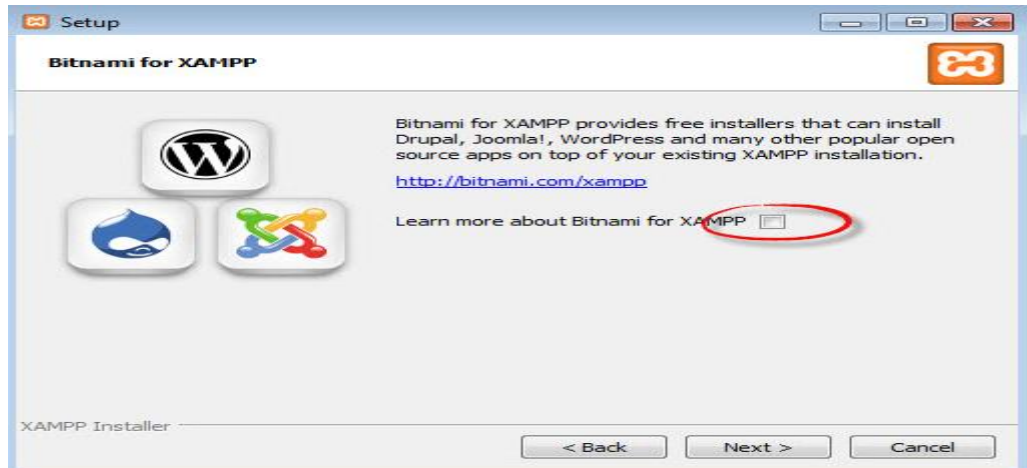 Setup
Bitnami for XAMPP
Bitnami for XAMPP provides free installers that can install
Drupal, Joomla!, WordPress and many other popular open
source apps on top of your existing XAMPP installation.
http://bitnami.com/xampp
Learn more about Bitnami for XAMPP
XAMPP Installer
< Back Next > Cancel